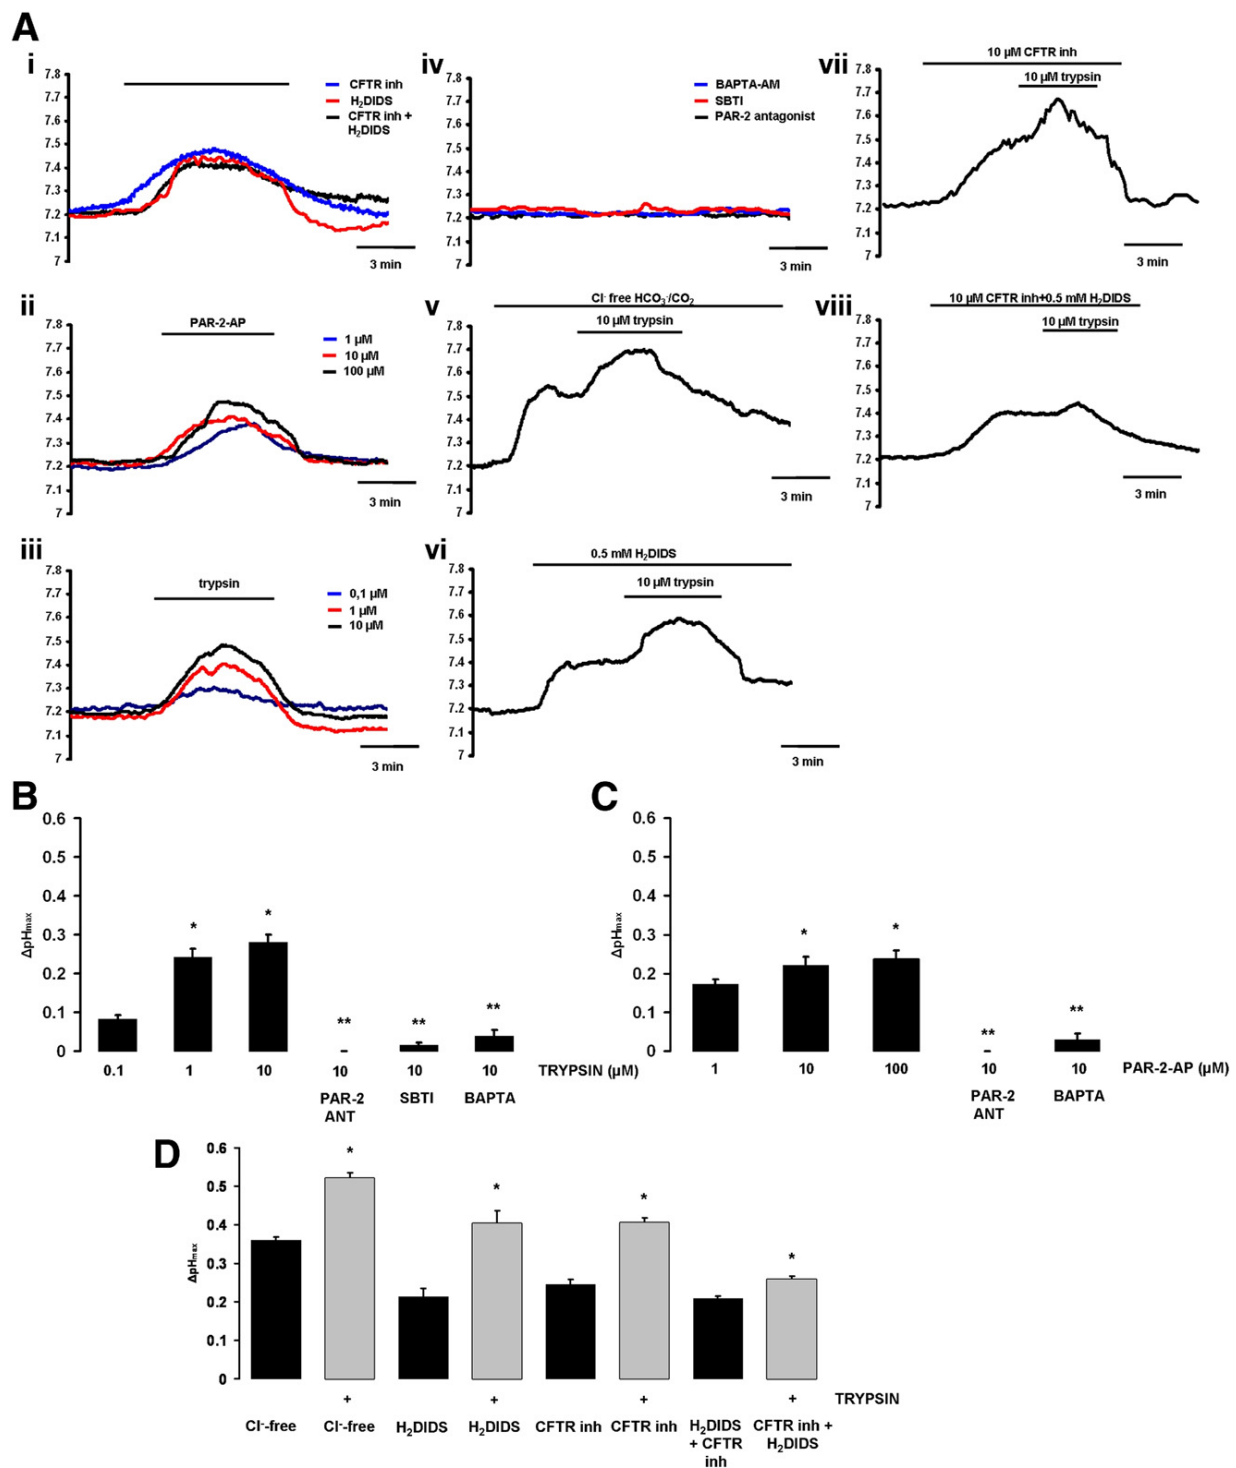 A
i
7.8
7.7
7.6
7.5
7.4
7.3
7.2
7.1
7
CFTR inh
H₂DIDS
CFTR inh +
H₂DIDS
3 min
iv
7.8
7.7
7.6
7.5
7.4
7.3
7.2
7.1
7
BAPTA-AM
SBTI
PAR-2 antagonist
3 min
vii
10 µM CFTR inh
10 µM trypsin
7.8
7.7
7.6
7.5
7.4
7.3
7.2
7.1
7
3 min
ii
PAR-2-AP
7.8
7.7
7.6
7.5
7.4
7.3
7.2
7.1
7
1 µM
10 µM
100 µM
3 min
v
Cl⁻ free HCO₃⁻/CO₂
10 µM trypsin
7.8
7.7
7.6
7.5
7.4
7.3
7.2
7.1
7
3 min
viii
10 µM CFTR inh+0.5 mM H₂DIDS
10 µM trypsin
7.8
7.7
7.6
7.5
7.4
7.3
7.2
7.1
7
3 min
iii
trypsin
7.8
7.7
7.6
7.5
7.4
7.3
7.2
7.1
7
0,1 µM
1 µM
10 µM
3 min
vi
0.5 mM H₂DIDS
10 µM trypsin
7.8
7.7
7.6
7.5
7.4
7.3
7.2
7.1
7
3 min
B
ΔpHmax
0.6
0.5
0.4
0.3
0.2
0.1
0
* * ** ** **
0.1 1 10 10 10 10 TRYPSIN (µM)
PAR-2 SBTI BAPTA
ANT
C
ΔpHmax
0.6
0.5
0.4
0.3
0.2
0.1
0
* * ** **
1 10 100 10 10 PAR-2-AP (µM)
PAR-2 BAPTA
ANT
D
ΔpHmax
0.6
0.5
0.4
0.3
0.2
0.1
0
* * * *
+ + + + TRYPSIN
Cl⁻-free Cl⁻-free H₂DIDS H₂DIDS CFTR inh CFTR inh H₂DIDS CFTR inh +
+ CFTR H₂DIDS
inh